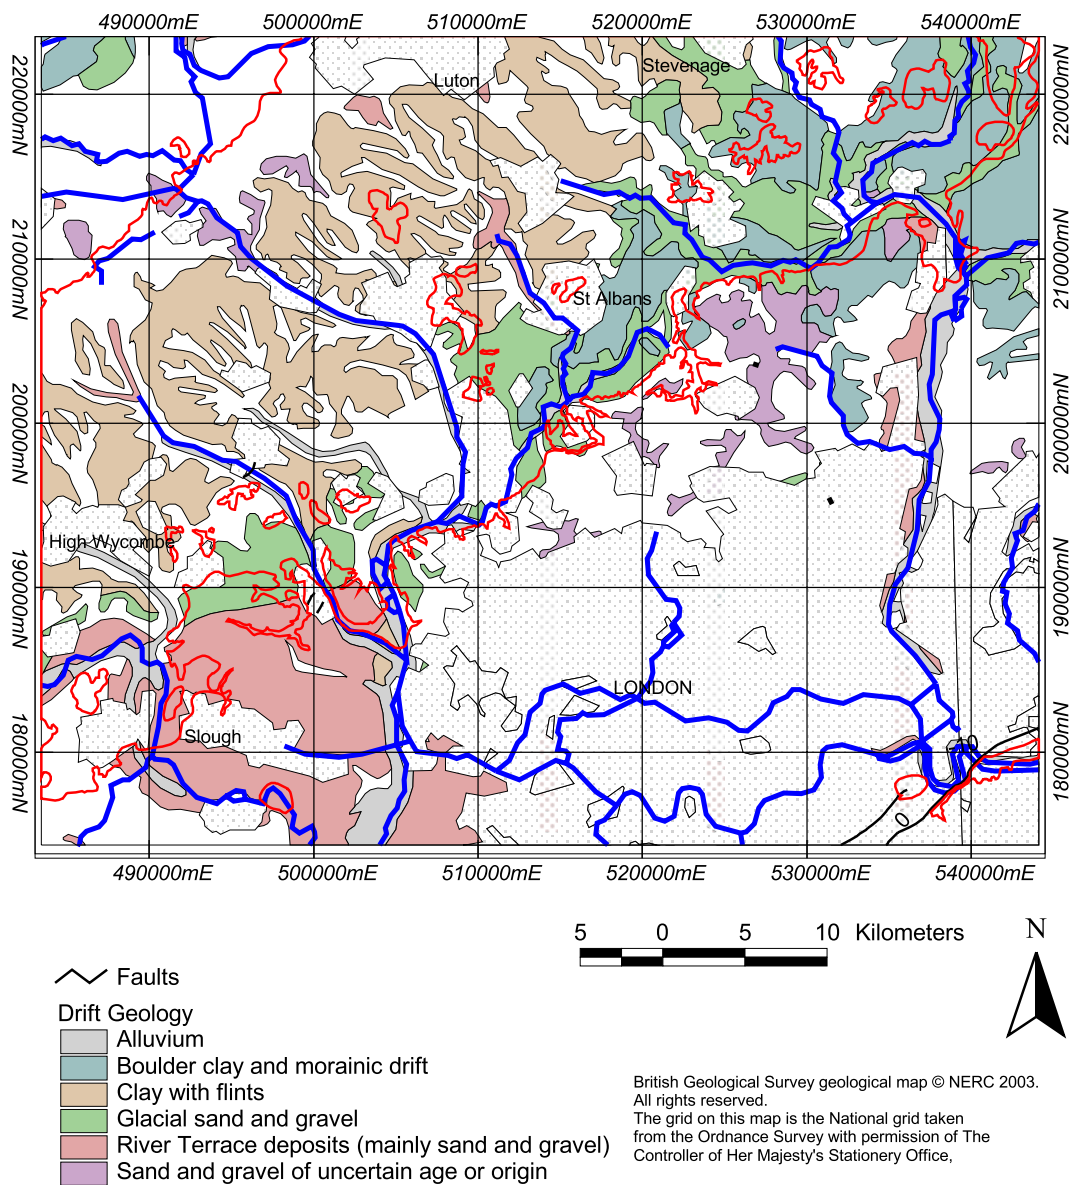 490000mE 500000mE 510000mE 520000mE 530000mE 540000mE
220000mN
210000mN
200000mN
190000mN
180000mN
220000mN
210000mN
200000mN
190000mN
180000mN
Stevenage
Luton
St Albans
High Wycombe
LONDON
Slough
10
0
490000mE 500000mE 510000mE 520000mE 530000mE 540000mE
5 0 5 10 Kilometers
N
Faults
Drift Geology
Alluvium
Boulder clay and morainic drift
Clay with flints
Glacial sand and gravel
River Terrace deposits (mainly sand and gravel)
Sand and gravel of uncertain age or origin
British Geological Survey geological map © NERC 2003.
All rights reserved.
The grid on this map is the National grid taken
from the Ordnance Survey with permission of The
Controller of Her Majesty's Stationery Office,